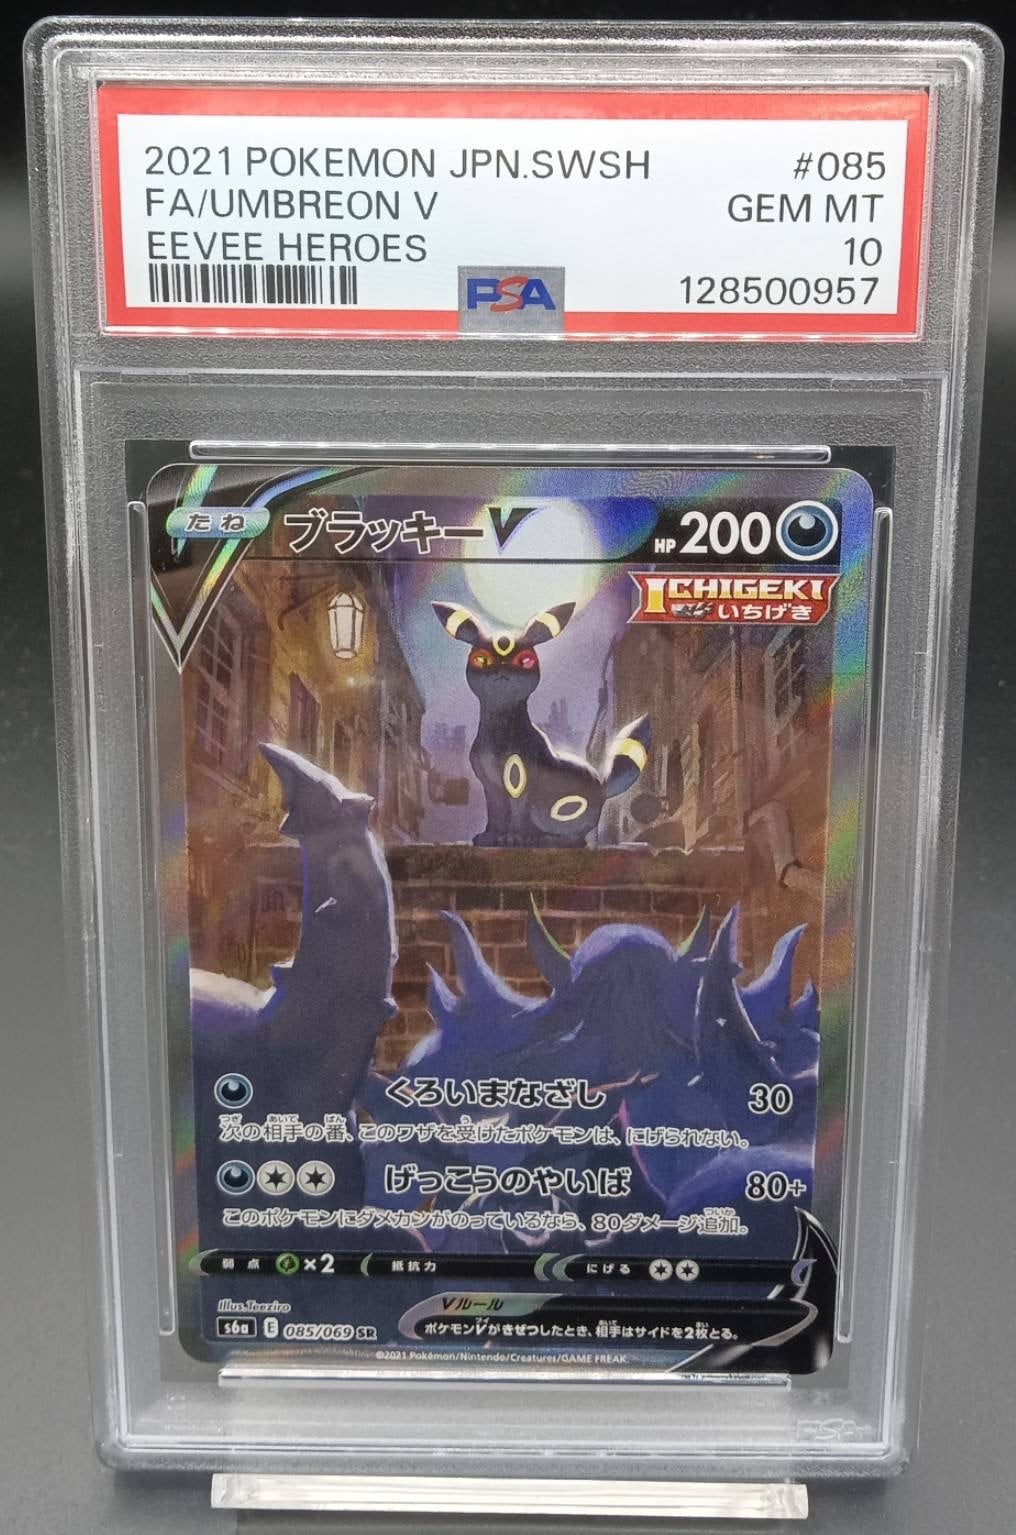 2021 POKEMON JPN.SWSH #085
FA/UMBREON V GEM MT
EEVEE HEROES 10
PSA 128500957
たね ブラッキーV HP 200
ICHIGEKI
いちげき
くろいまなざし 30
次の相手の番、このワザを受けたポケモンは、にげられない。
げっこうのやいば 80+
このポケモンにダメカンがのっているなら、80ダメージ追加。
弱点 ×2 抵抗力 にげる
Illus.Teeziro
Vルール
s6a E 085/069 SR
ポケモンVがきぜつしたとき、相手はサイドを2枚とる。
©2021 Pokémon/Nintendo/Creatures/GAME FREAK.